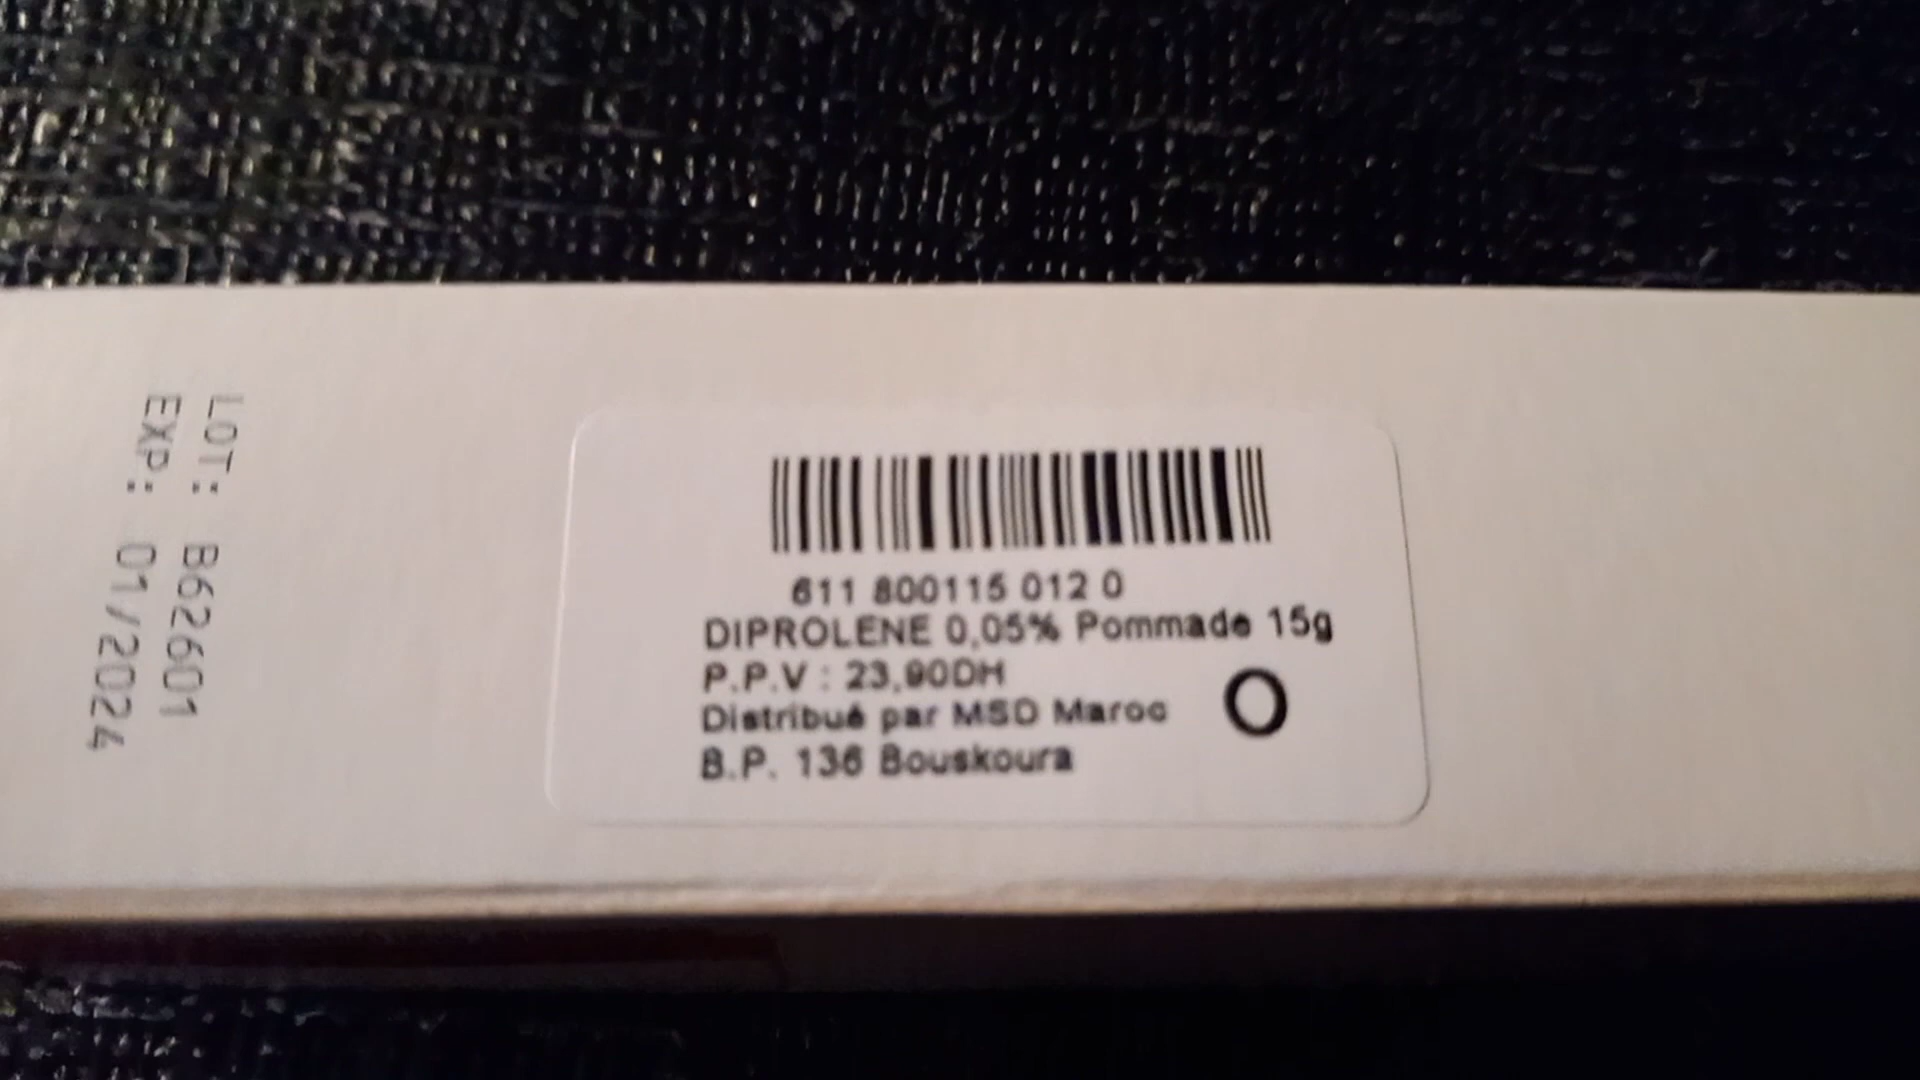 LOT: B62601
EXP: 01/2024
611 800115 012 0
DIPROLENE 0,05% Pommade 15g
P.P.V : 23,90DH
Distribué par MSD Maroc
B.P. 136 Bouskoura
O